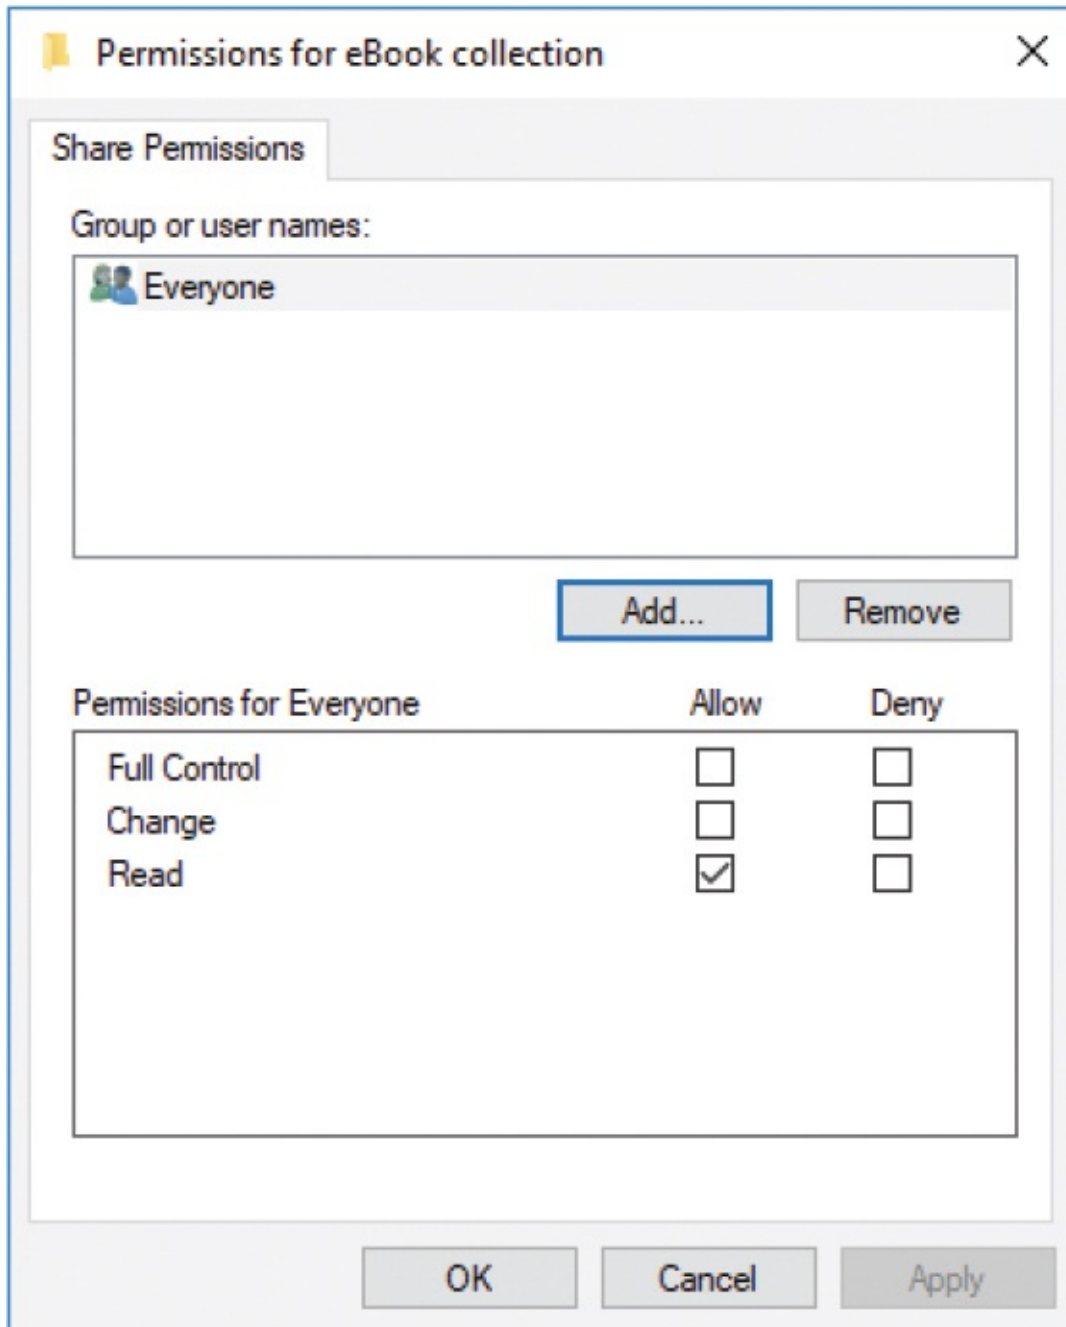 Permissions for eBook collection
Share Permissions
Group or user names:
Everyone
Add... Remove
Permissions for Everyone Allow Deny
Full Control
Change
Read
OK Cancel Apply